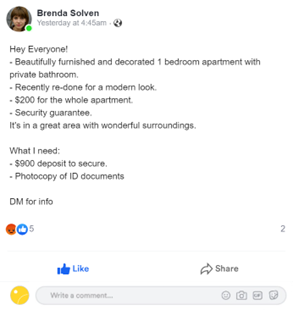 Brenda Solven
Yesterday at 4:45am ·
Hey Everyone!
- Beautifully furnished and decorated 1 bedroom apartment with
private bathroom.
- Recently re-done for a modern look.
- $200 for the whole apartment.
- Security guarantee.
It's in a great area with wonderful surroundings.
What I need:
- $900 deposit to secure.
- Photocopy of ID documents
DM for info
5
2
Like
Share
Write a comment...
GIF